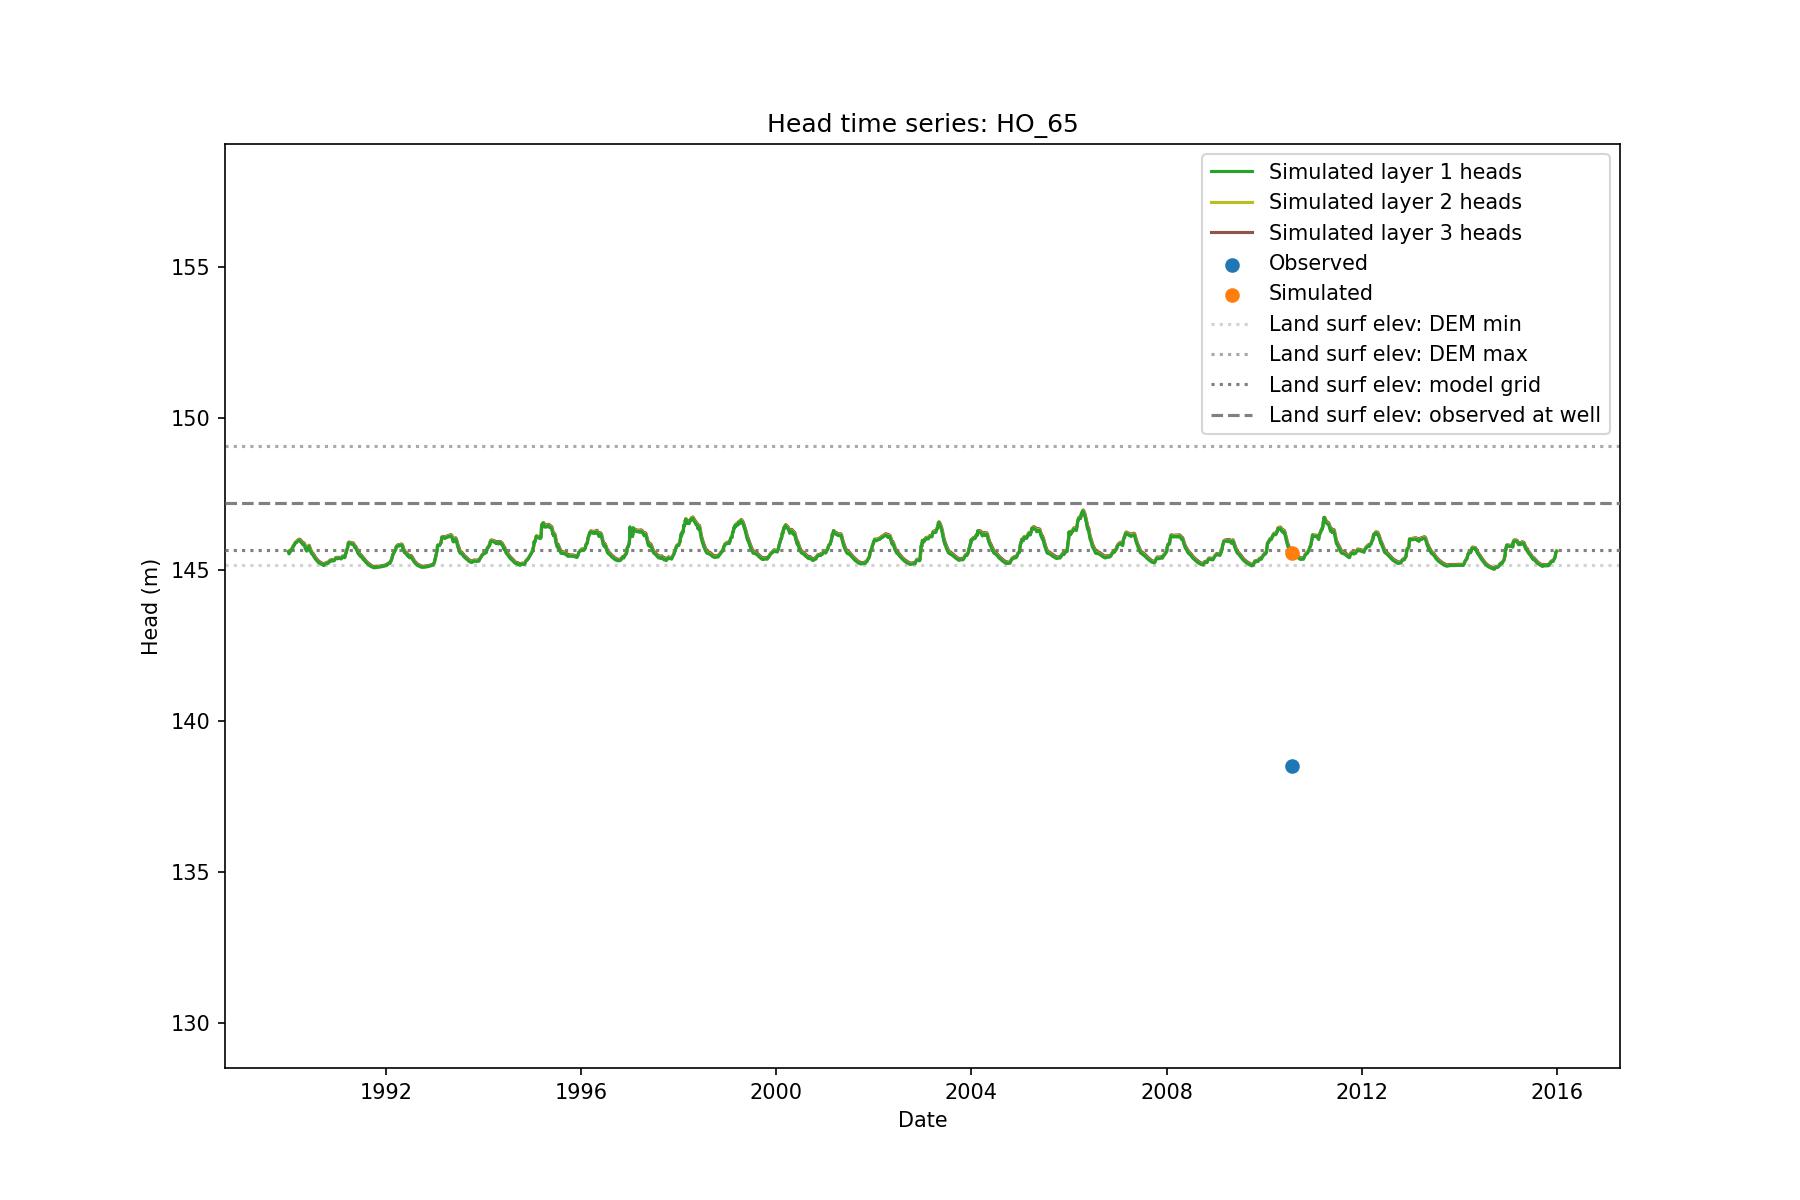 Head time series: HO_65
Simulated layer 1 heads
Simulated layer 2 heads
Simulated layer 3 heads
Observed
Simulated
Land surf elev: DEM min
Land surf elev: DEM max
Land surf elev: model grid
Land surf elev: observed at well
155
150
145
140
135
130
Head (m)
1992 1996 2000 2004 2008 2012 2016
Date